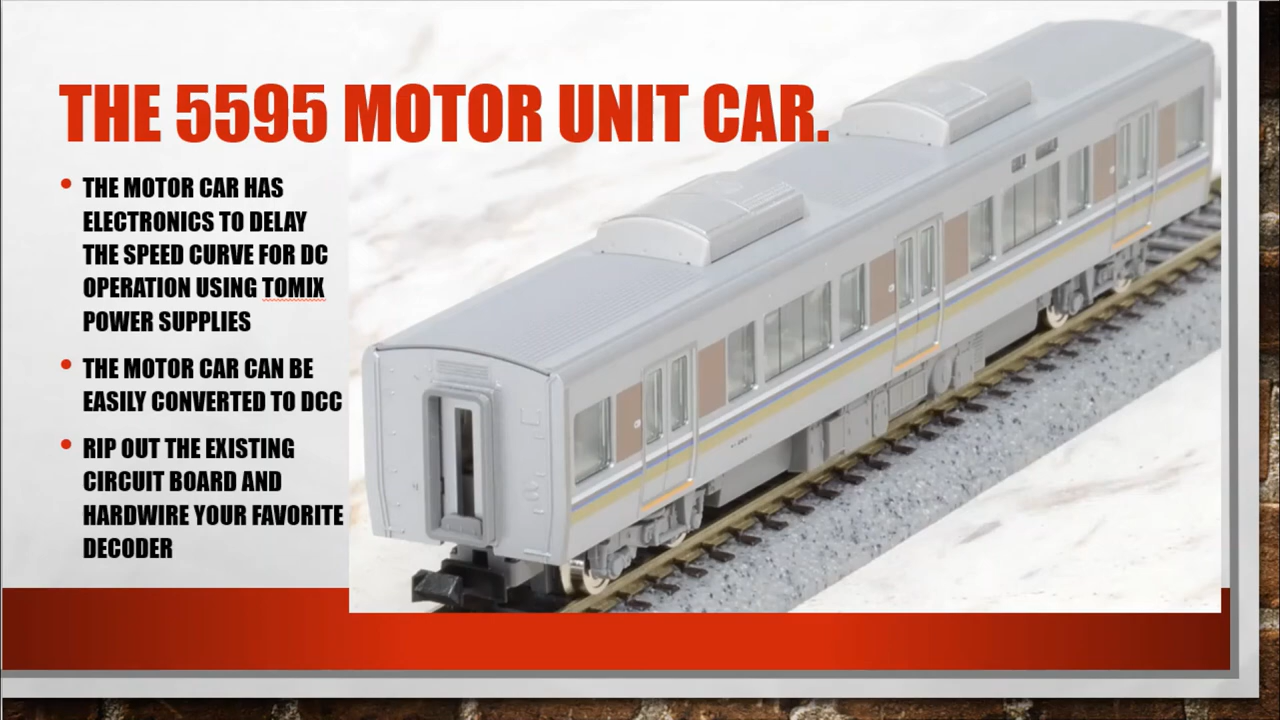 THE 5595 MOTOR UNIT CAR.
THE MOTOR CAR HAS
ELECTRONICS TO DELAY
THE SPEED CURVE FOR DC
OPERATION USING TOMIX
POWER SUPPLIES
THE MOTOR CAR CAN BE
EASILY CONVERTED TO DCC
RIP OUT THE EXISTING
CIRCUIT BOARD AND
HARDWIRE YOUR FAVORITE
DECODER